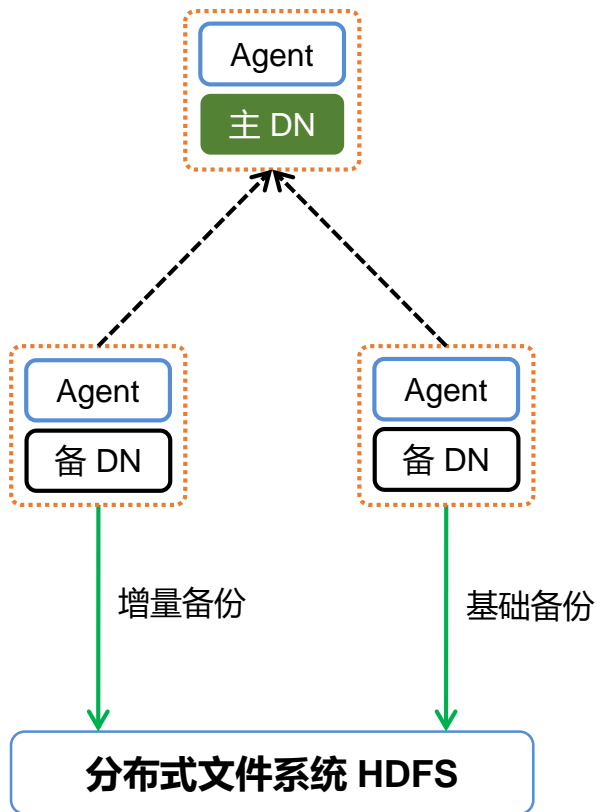 Agent
主 DN
Agent
备 DN
Agent
备 DN
增量备份
基础备份
分布式文件系统 HDFS